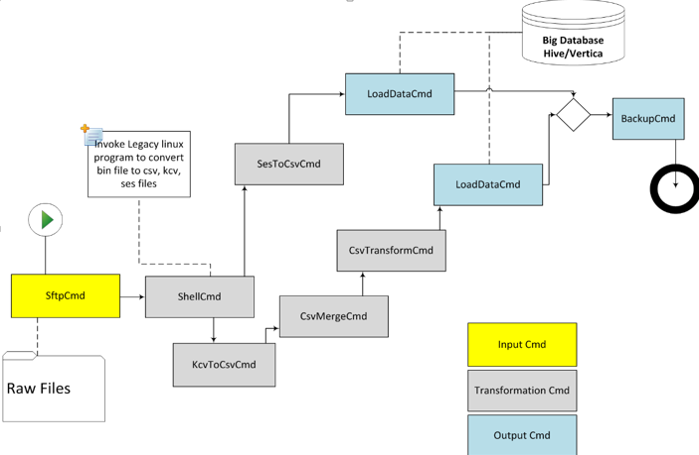 Big Database
Hive/Vertica
LoadDataCmd
BackupCmd
Invoke Legacy linux
program to convert
bin file to csv, kcv,
ses files
SesToCsvCmd
LoadDataCmd
CsvTransformCmd
SftpCmd
ShellCmd
CsvMergeCmd
KcvToCsvCmd
Raw Files
Input Cmd
Transformation Cmd
Output Cmd